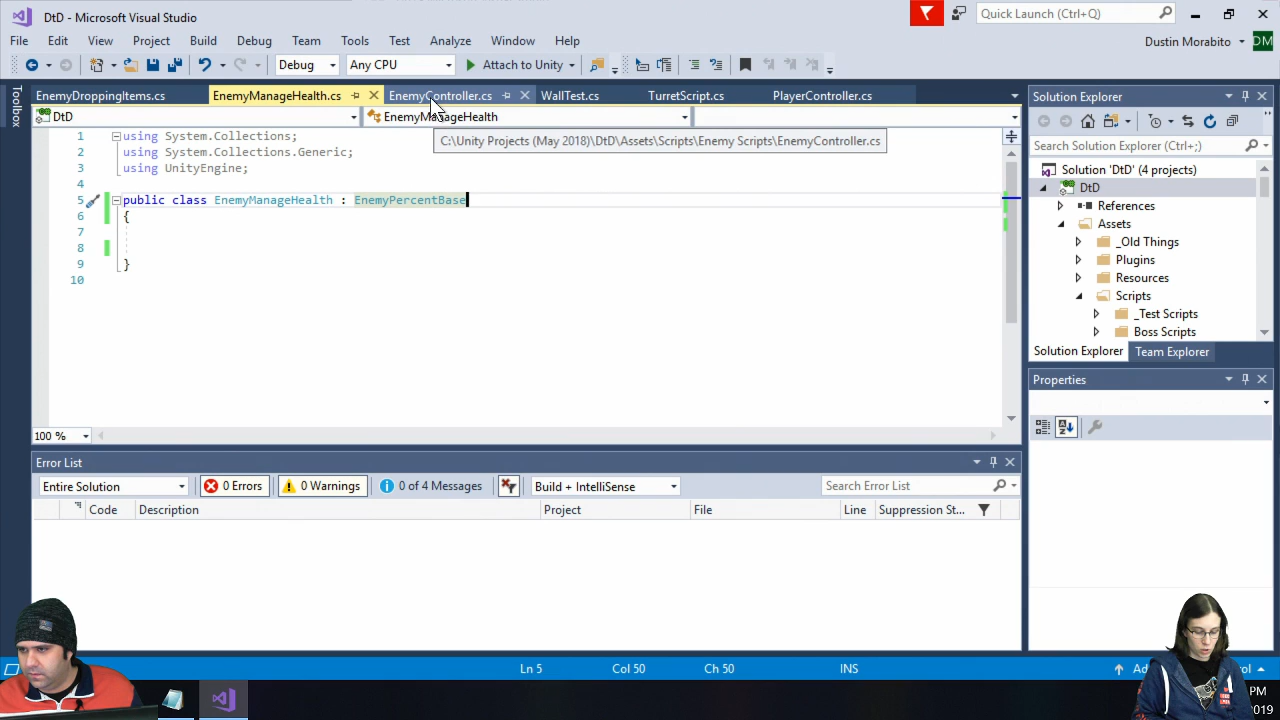 DtD - Microsoft Visual Studio
Quick Launch (Ctrl+Q)
File Edit View Project Build Debug Team Tools Test Analyze Window Help
Dustin Morabito DM
Debug Any CPU Attach to Unity
Toolbox
EnemyDroppingItems.cs EnemyManageHealth.cs EnemyController.cs WallTest.cs TurretScript.cs PlayerController.cs
DtD EnemyManageHealth
C:\Unity Projects (May 2018)\DtD\Assets\Scripts\Enemy Scripts\EnemyController.cs
1 using System.Collections;
2 using System.Collections.Generic;
3 using UnityEngine;
4
5 public class EnemyManageHealth : EnemyPercentBase
6 {
7
8
9 }
10
100 %
Solution Explorer
Search Solution Explorer (Ctrl+;)
Solution 'DtD' (4 projects)
DtD
References
Assets
_Old Things
Plugins
Resources
Scripts
_Test Scripts
Boss Scripts
Solution Explorer Team Explorer
Properties
Error List
Entire Solution 0 Errors 0 Warnings 0 of 4 Messages Build + IntelliSense Search Error List
Code Description Project File Line Suppression St...
Ln 5 Col 50 Ch 50 INS
PM
2019